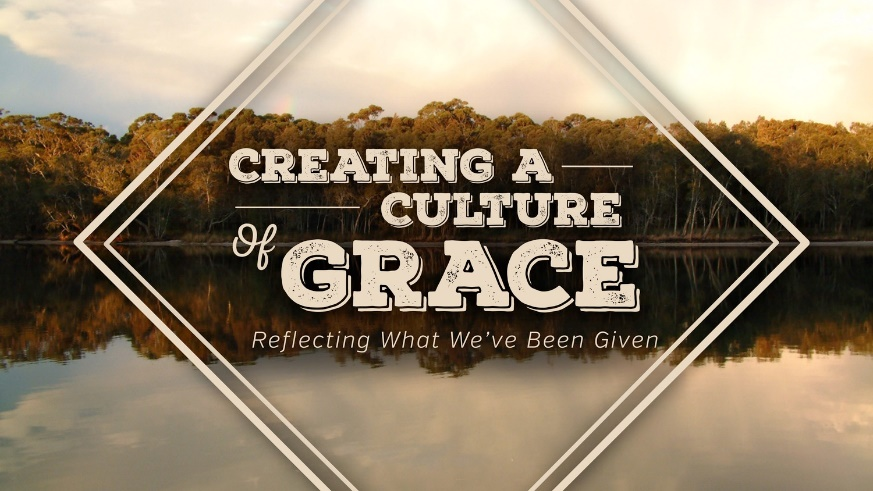 CREATING A
CULTURE
of
GRACE
Reflecting What We've Been Given